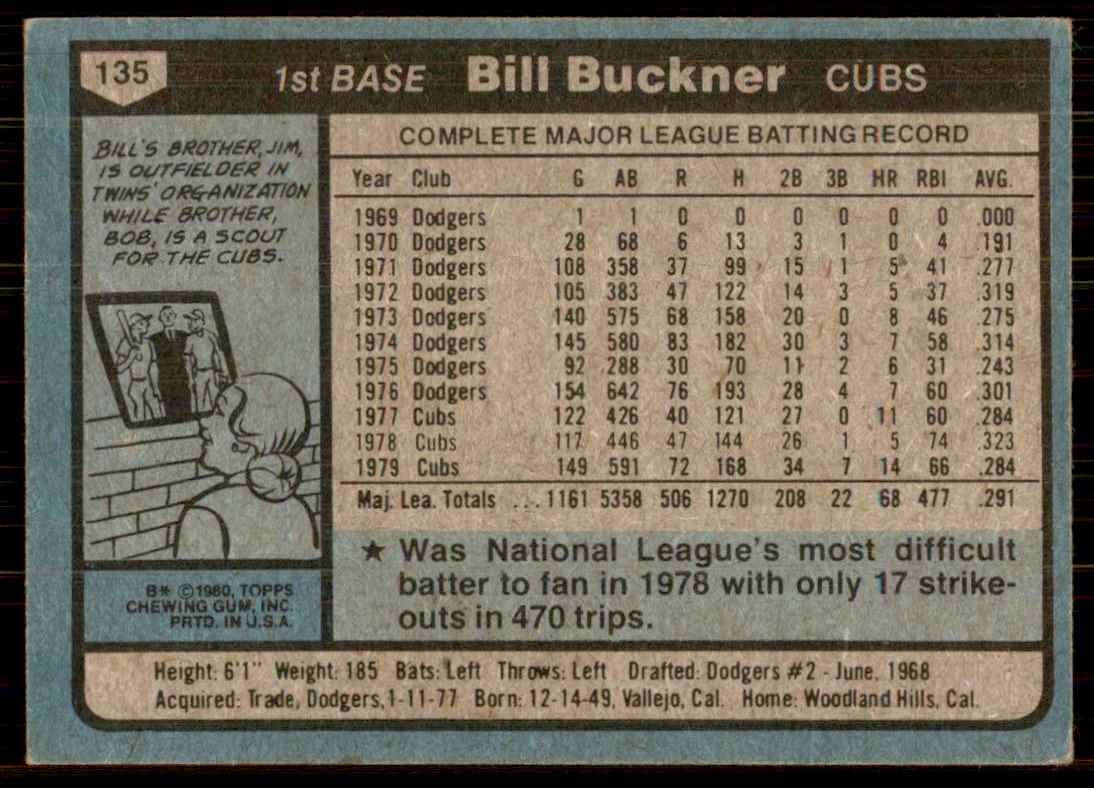 135 1st BASE Bill Buckner CUBS
BILL'S BROTHER, JIM,
IS OUTFIELDER IN
TWINS' ORGANIZATION
WHILE BROTHER,
BOB, IS A SCOUT
FOR THE CUBS.
B* ©1980, TOPPS
CHEWING GUM, INC.
PRTD. IN U.S.A.
COMPLETE MAJOR LEAGUE BATTING RECORD
Year Club G AB R H 2B 3B HR RBI AVG.
1969 Dodgers 1 1 0 0 0 0 0 0 .000
1970 Dodgers 28 68 6 13 3 1 0 4 .191
1971 Dodgers 108 358 37 99 15 1 5 41 .277
1972 Dodgers 105 383 47 122 14 3 5 37 .319
1973 Dodgers 140 575 68 158 20 0 8 46 .275
1974 Dodgers 145 580 83 182 30 3 7 58 .314
1975 Dodgers 92 288 30 70 11 2 6 31 .243
1976 Dodgers 154 642 76 193 28 4 7 60 .301
1977 Cubs 122 426 40 121 27 0 11 60 .284
1978 Cubs 117 446 47 144 26 1 5 74 .323
1979 Cubs 149 591 72 168 34 7 14 66 .284
Maj. Lea. Totals ...1161 5358 506 1270 208 22 68 477 .291
★ Was National League's most difficult
batter to fan in 1978 with only 17 strike-
outs in 470 trips.
Height: 6'1" Weight: 185 Bats: Left Throws: Left Drafted: Dodgers #2 - June, 1968
Acquired: Trade, Dodgers, 1-11-77 Born: 12-14-49, Vallejo, Cal. Home: Woodland Hills, Cal.